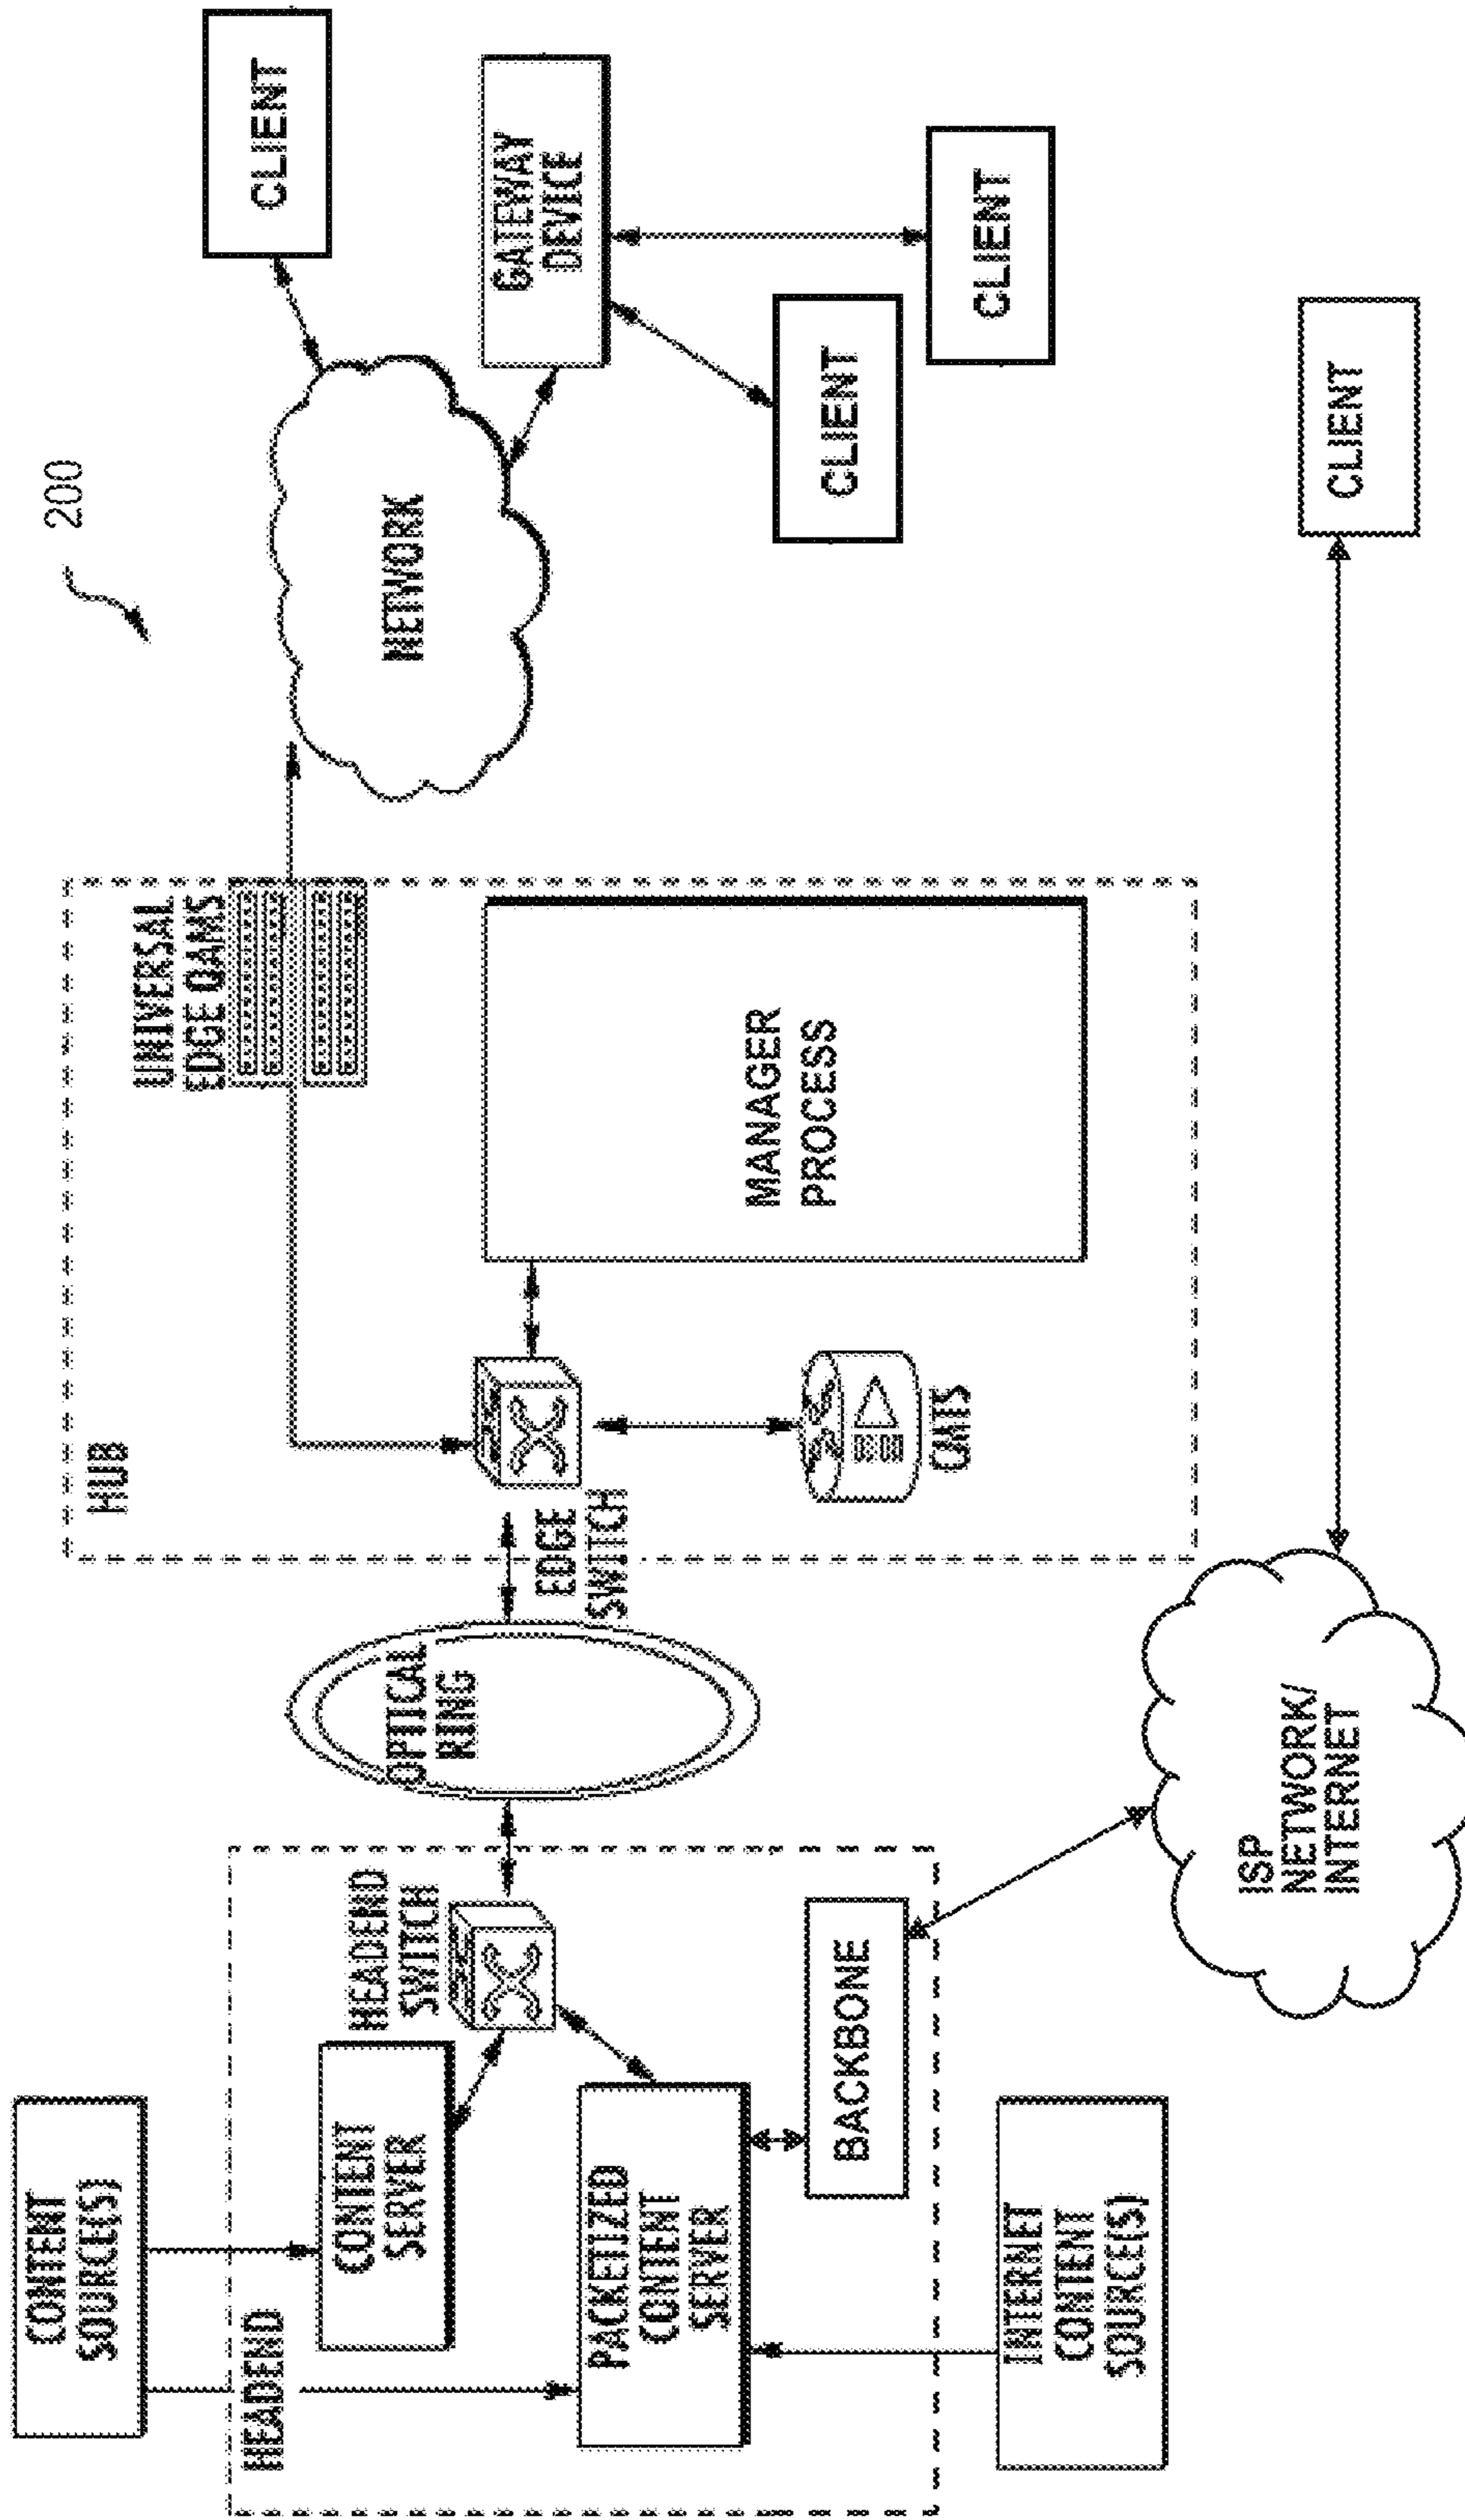 200
CONTENT
SOURCE(S)
HEADEND
CONTENT
SERVER
HEADEND
SWITCH
PACKETIZED
CONTENT
SERVER
BACKBONE
INTERNET
CONTENT
SOURCE(S)
OPTICAL
RING
HUB
EDGE
SWITCH
CMTS
UNIVERSAL
EDGE QAMS
MANAGER
PROCESS
NETWORK
CLIENT
GATEWAY
DEVICE
CLIENT
CLIENT
ISP
NETWORK/
INTERNET
CLIENT